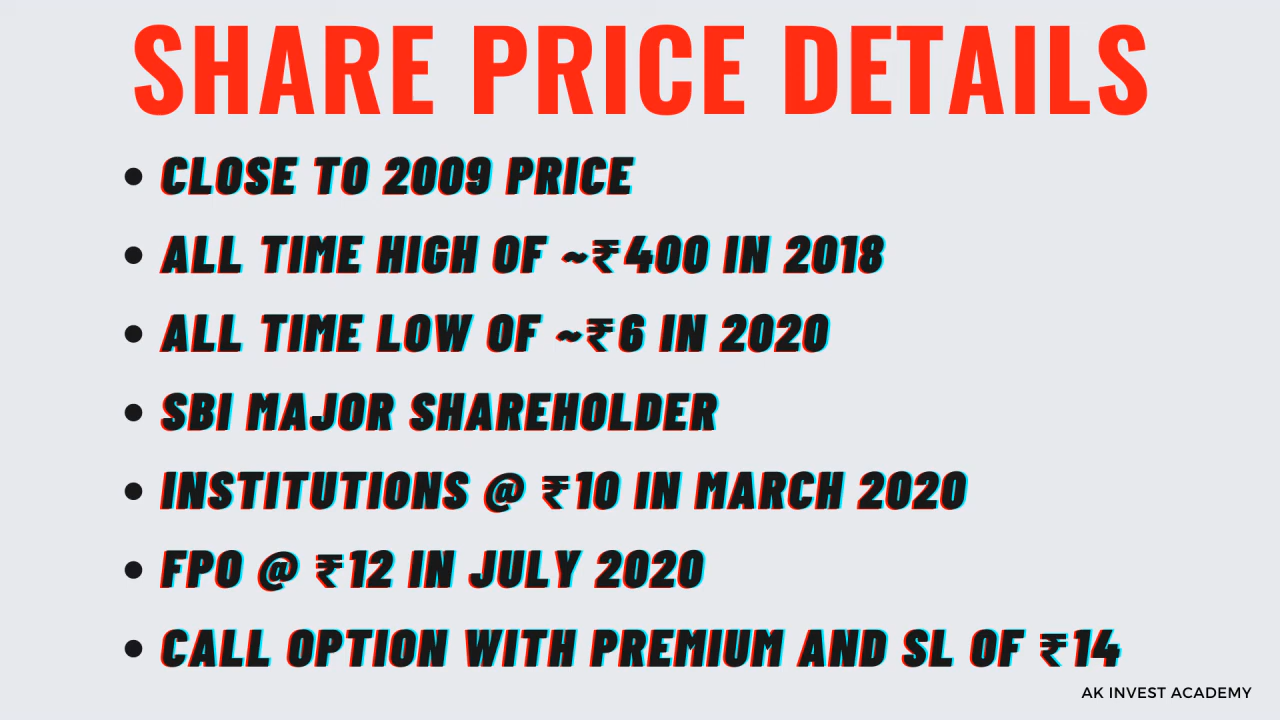 SHARE PRICE DETAILS
• CLOSE TO 2009 PRICE
• ALL TIME HIGH OF ~₹400 IN 2018
• ALL TIME LOW OF ~₹6 IN 2020
• SBI MAJOR SHAREHOLDER
• INSTITUTIONS @ ₹10 IN MARCH 2020
• FPO @ ₹12 IN JULY 2020
• CALL OPTION WITH PREMIUM AND SL OF ₹14
AK INVEST ACADEMY